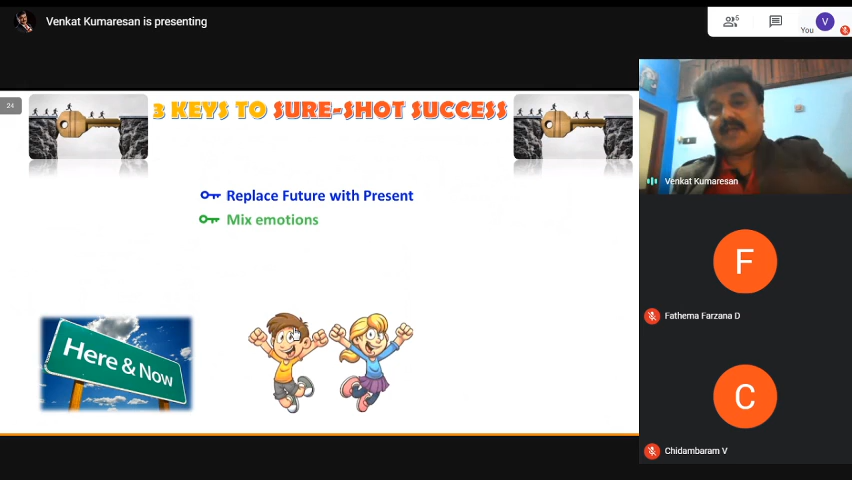 Venkat Kumaresan is presenting
5
You
V
24
3 KEYS TO SURE-SHOT SUCCESS
Replace Future with Present
Mix emotions
Here & Now
Venkat Kumaresan
F
Fathema Farzana D
C
Chidambaram V